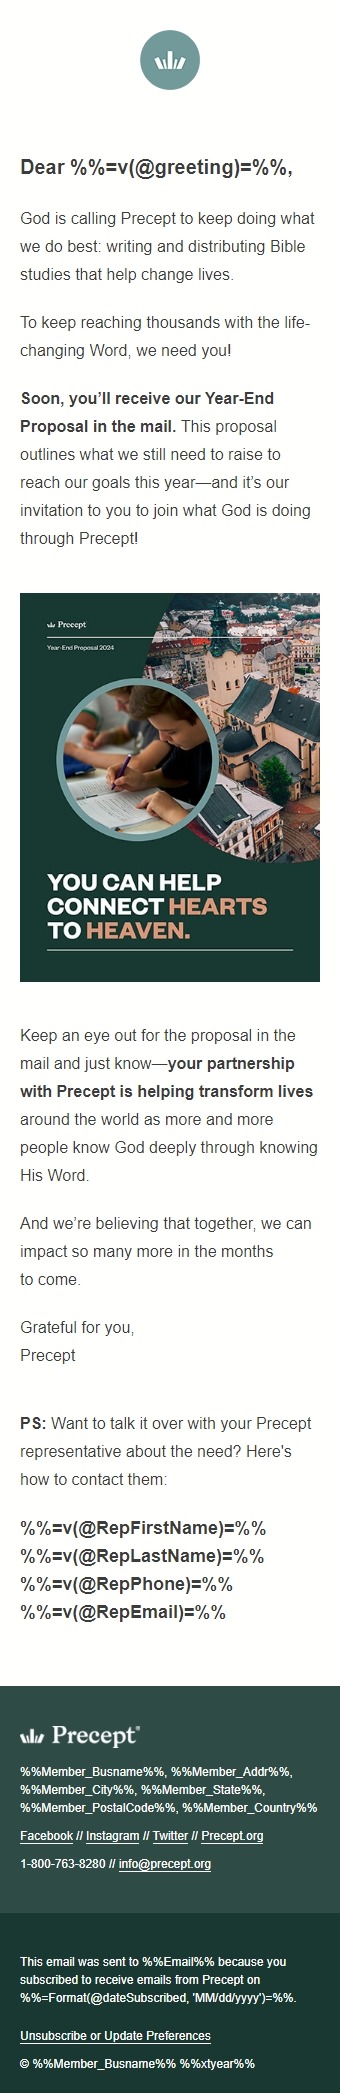 Dear %%=v(@greeting)=%%,
God is calling Precept to keep doing what
we do best: writing and distributing Bible
studies that help change lives.
To keep reaching thousands with the life-
changing Word, we need you!
Soon, you’ll receive our Year-End
Proposal in the mail. This proposal
outlines what we still need to raise to
reach our goals this year—and it’s our
invitation to you to join what God is doing
through Precept!
Precept
Year-End Proposal 2024
YOU CAN HELP
CONNECT HEARTS
TO HEAVEN.
Keep an eye out for the proposal in the
mail and just know—your partnership
with Precept is helping transform lives
around the world as more and more
people know God deeply through knowing
His Word.
And we’re believing that together, we can
impact so many more in the months
to come.
Grateful for you,
Precept
PS: Want to talk it over with your Precept
representative about the need? Here's
how to contact them:
%%=v(@RepFirstName)=%%
%%=v(@RepLastName)=%%
%%=v(@RepPhone)=%%
%%=v(@RepEmail)=%%
Precept®
%%Member_Busname%%, %%Member_Addr%%,
%%Member_City%%, %%Member_State%%,
%%Member_PostalCode%%, %%Member_Country%%
Facebook // Instagram // Twitter // Precept.org
1-800-763-8280 // info@precept.org
This email was sent to %%Email%% because you
subscribed to receive emails from Precept on
%%=Format(@dateSubscribed, 'MM/dd/yyyy')=%%.
Unsubscribe or Update Preferences
© %%Member_Busname%% %%xtyear%%